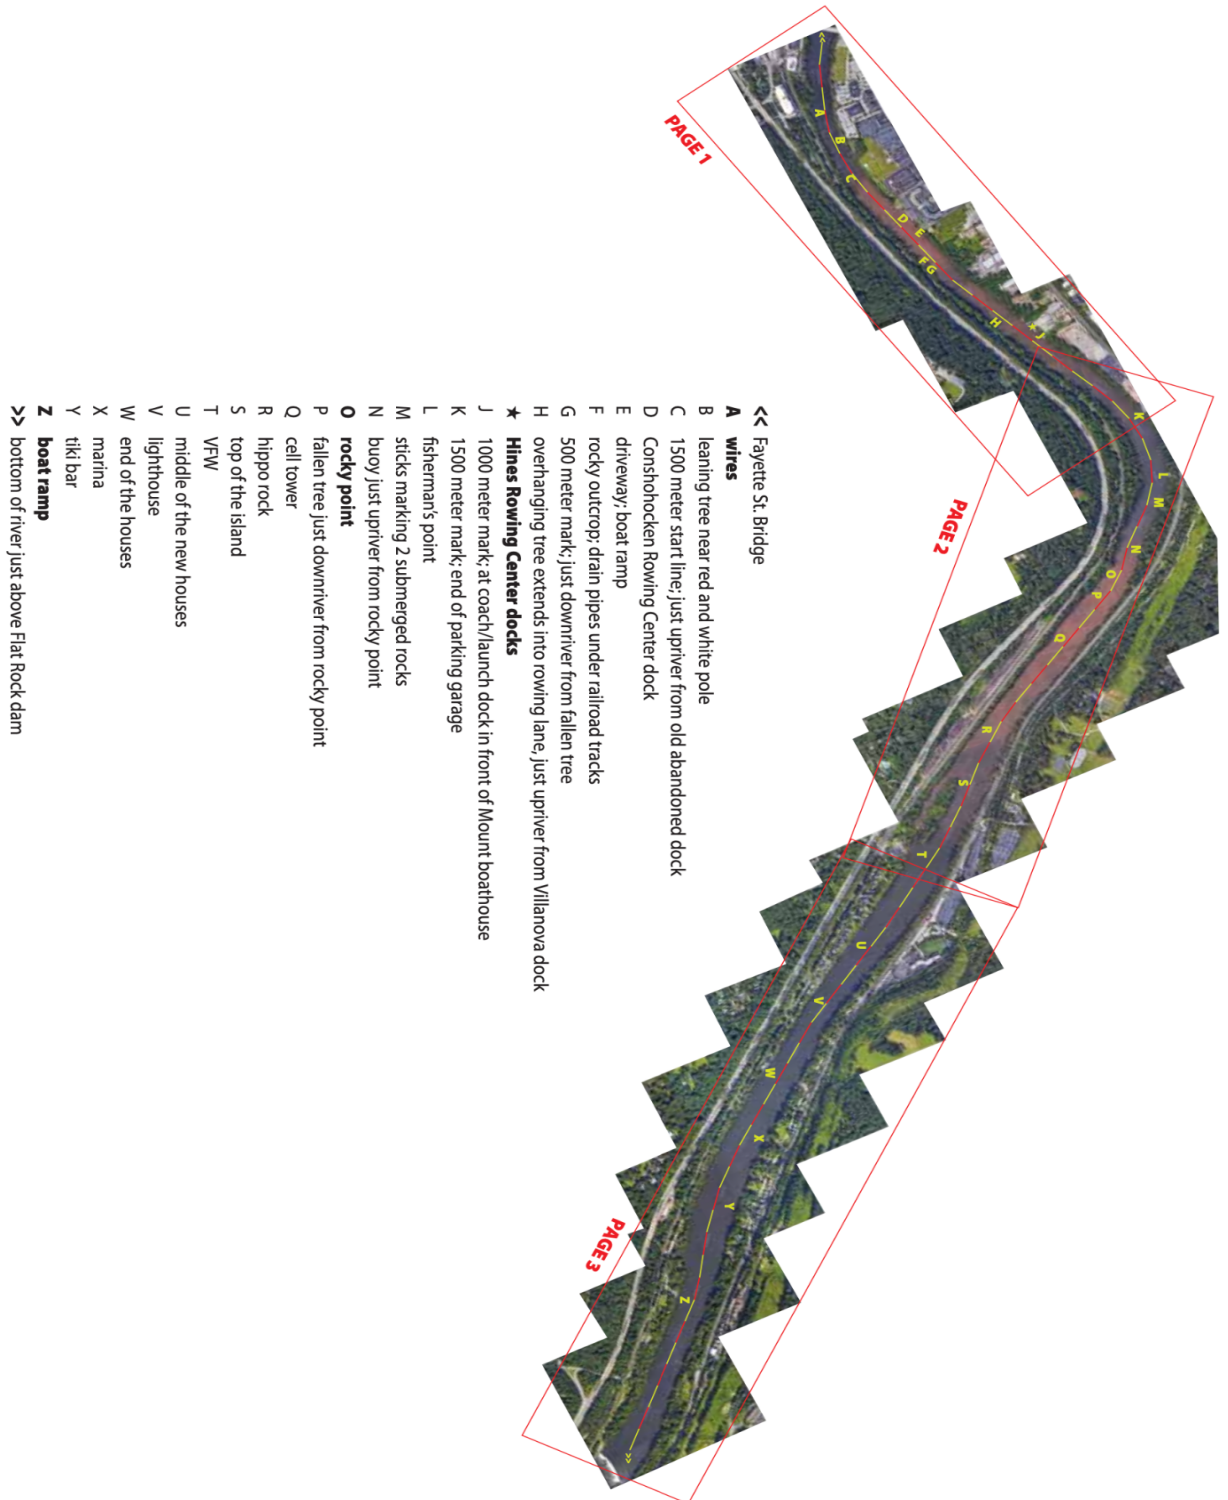 << Fayette St. Bridge
A wires
B leaning tree near red and white pole
C 1500 meter start line; just upriver from old abandoned dock
D Conshohocken Rowing Center dock
E driveway; boat ramp
F rocky outcrop; drain pipes under railroad tracks
G 500 meter mark; just downriver from fallen tree
H overhanging tree extends into rowing lane, just upriver from Villanova dock
★ Hines Rowing Center docks
J 1000 meter mark; at coach/launch dock in front of Mount boathouse
K 1500 meter mark; end of parking garage
L fisherman's point
M sticks marking 2 submerged rocks
N buoy just upriver from rocky point
O rocky point
P fallen tree just downriver from rocky point
Q cell tower
R hippo rock
S top of the island
T VFW
U middle of the new houses
V lighthouse
W end of the houses
X marina
Y tiki bar
Z boat ramp
>> bottom of river just above Flat Rock dam
PAGE 1
PAGE 2
PAGE 3
<<
A
B
C
D
E
F
G
H
★
J
K
L
M
N
O
P
Q
R
S
T
U
V
W
X
Y
Z
>>